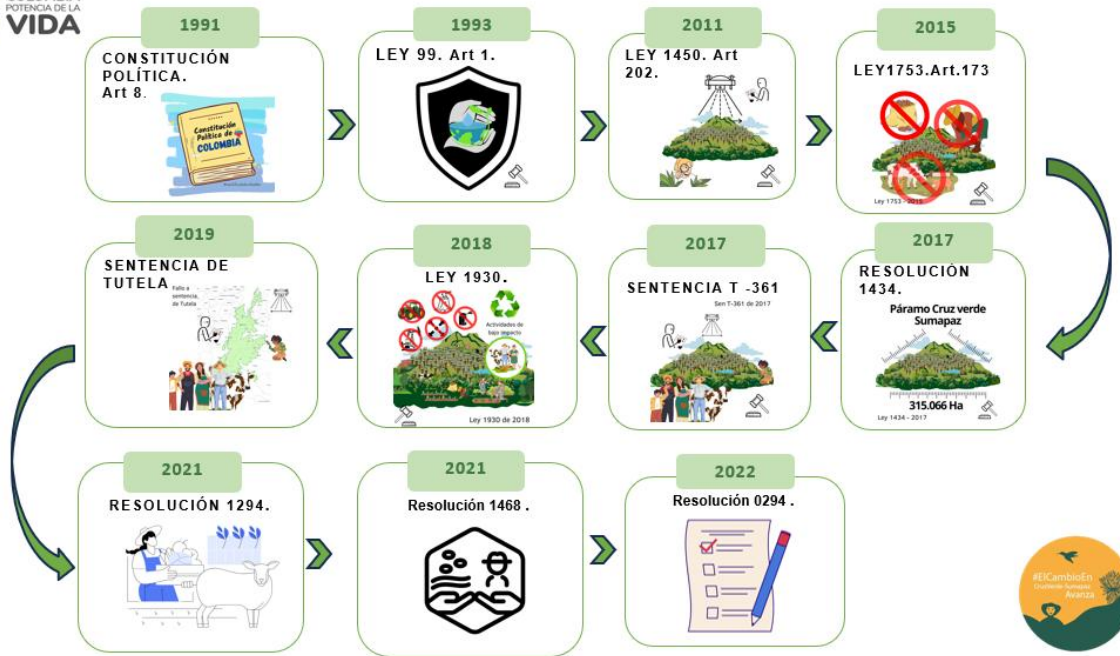 POTENCIA DE LA
VIDA
1991
CONSTITUCIÓN
POLÍTICA.
Art 8.
Constitución
Política de
COLOMBIA
1993
LEY 99. Art 1.
2011
LEY 1450. Art
202.
2015
LEY1753.Art.173
Ley 1753 - 2015
2017
RESOLUCIÓN
1434.
Páramo Cruz verde
Sumapaz
315.066 Ha
Ley 1434 - 2017
2017
SENTENCIA T -361
Sen T-361 de 2017
2018
LEY 1930.
Actividades de
bajo impacto
Ley 1930 de 2018
2019
SENTENCIA DE
TUTELA
Fallo a
sentencia,
de Tutela
2021
RESOLUCIÓN 1294.
2021
Resolución 1468 .
2022
Resolución 0294 .
#ElCambioEn
CruzVerde-Sumapaz
Avanza